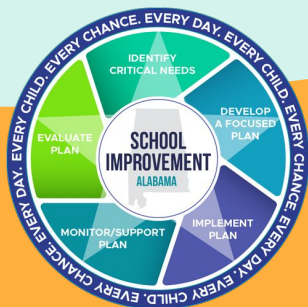 EVERY CHILD. EVERY CHANCE. EVERY DAY. EVERY CHILD. EVERY CHANCE. EVERY DAY. EVERY CHILD. EVERY CHANCE. EVERY DAY.
IDENTIFY
CRITICAL NEEDS
DEVELOP
A FOCUSED
PLAN
IMPLEMENT
PLAN
MONITOR/SUPPORT
PLAN
EVALUATE
PLAN
SCHOOL
IMPROVEMENT
ALABAMA